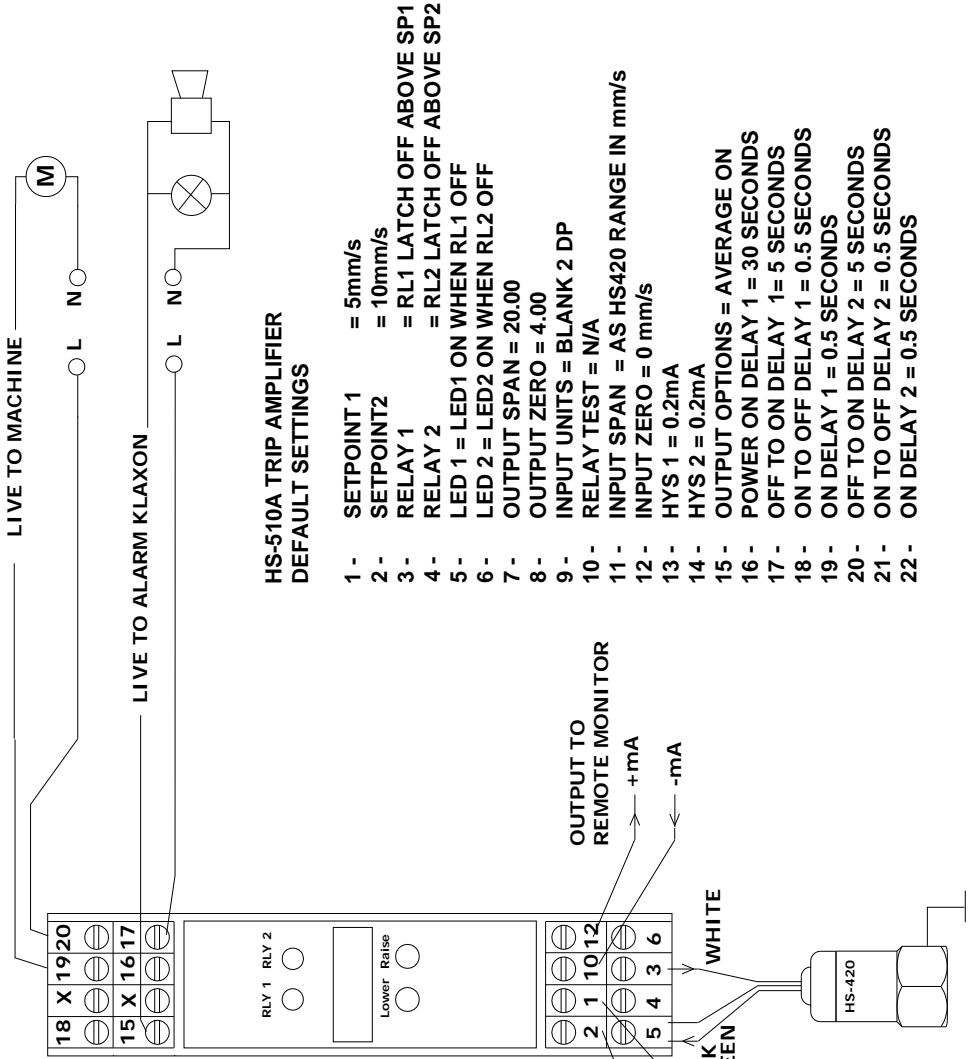 LIVE TO MACHINE
M
L N
LIVE TO ALARM KLAXON
L N
18 X 19 20
15 X 16 17
RLY 1 RLY 2
Lower Raise
2 1 10 12
5 4 3 6
OUTPUT TO
REMOTE MONITOR
+mA
-mA
WHITE
HS-420
HS-510A TRIP AMPLIFIER
DEFAULT SETTINGS
1 - SETPOINT 1 = 5mm/s
2 - SETPOINT2 = 10mm/s
3 - RELAY 1 = RL1 LATCH OFF ABOVE SP1
4 - RELAY 2 = RL2 LATCH OFF ABOVE SP2
5 - LED 1 = LED1 ON WHEN RL1 OFF
6 - LED 2 = LED2 ON WHEN RL2 OFF
7 - OUTPUT SPAN = 20.00
8 - OUTPUT ZERO = 4.00
9 - INPUT UNITS = BLANK 2 DP
10 - RELAY TEST = N/A
11 - INPUT SPAN = AS HS420 RANGE IN mm/s
12 - INPUT ZERO = 0 mm/s
13 - HYS 1 = 0.2mA
14 - HYS 2 = 0.2mA
15 - OUTPUT OPTIONS = AVERAGE ON
16 - POWER ON DELAY 1 = 30 SECONDS
17 - OFF TO ON DELAY 1= 5 SECONDS
18 - ON TO OFF DELAY 1 = 0.5 SECONDS
19 - ON DELAY 1 = 0.5 SECONDS
20 - OFF TO ON DELAY 2 = 5 SECONDS
21 - ON TO OFF DELAY 2 = 0.5 SECONDS
22 - ON DELAY 2 = 0.5 SECONDS